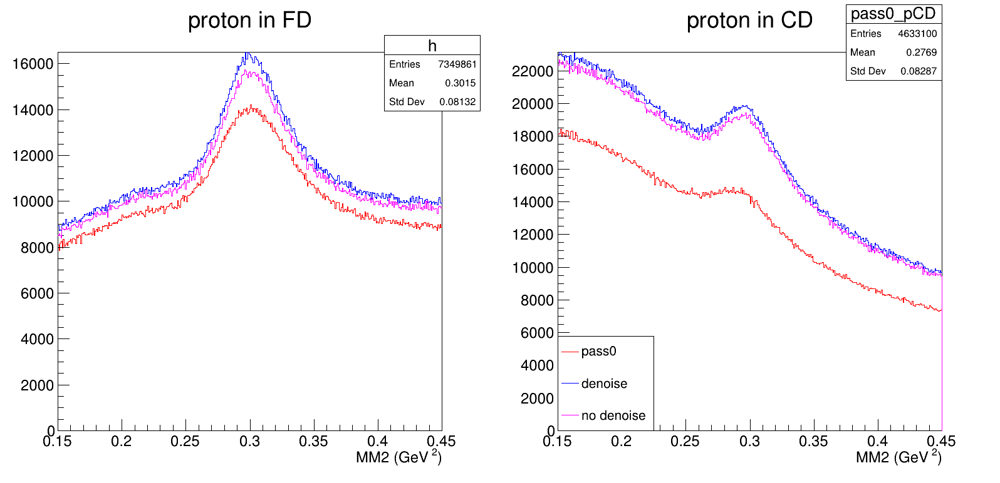 proton in FD
h
Entries 7349861
Mean 0.3015
Std Dev 0.08132
16000
14000
12000
10000
8000
6000
4000
2000
0
0.15 0.2 0.25 0.3 0.35 0.4 0.45
MM2 (GeV²)
proton in CD
pass0_pCD
Entries 4633100
Mean 0.2769
Std Dev 0.08287
22000
20000
18000
16000
14000
12000
10000
8000
6000
4000
2000
0
pass0
denoise
no denoise
0.15 0.2 0.25 0.3 0.35 0.4 0.45
MM2 (GeV²)